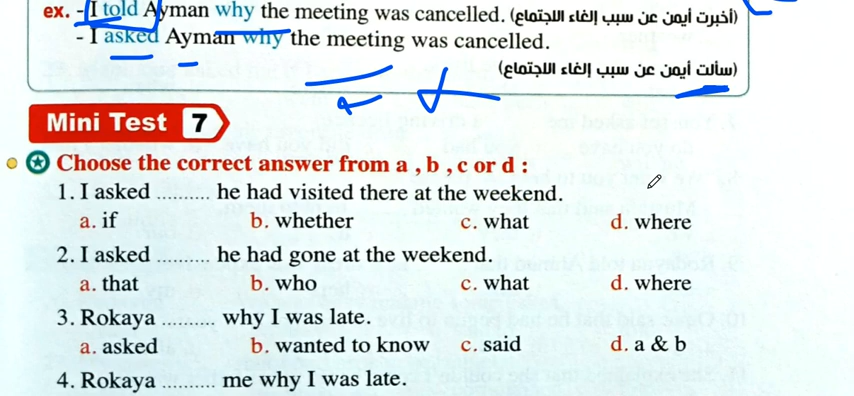 ex. - I told Ayman why the meeting was cancelled. (أخبرت أيمن عن سبب إلغاء الاجتماع)
- I asked Ayman why the meeting was cancelled.
(سألت أيمن عن سبب إلغاء الاجتماع)
Mini Test 7
Choose the correct answer from a , b , c or d :
1. I asked .......... he had visited there at the weekend.
a. if b. whether c. what d. where
2. I asked .......... he had gone at the weekend.
a. that b. who c. what d. where
3. Rokaya .......... why I was late.
a. asked b. wanted to know c. said d. a & b
4. Rokaya .......... me why I was late.